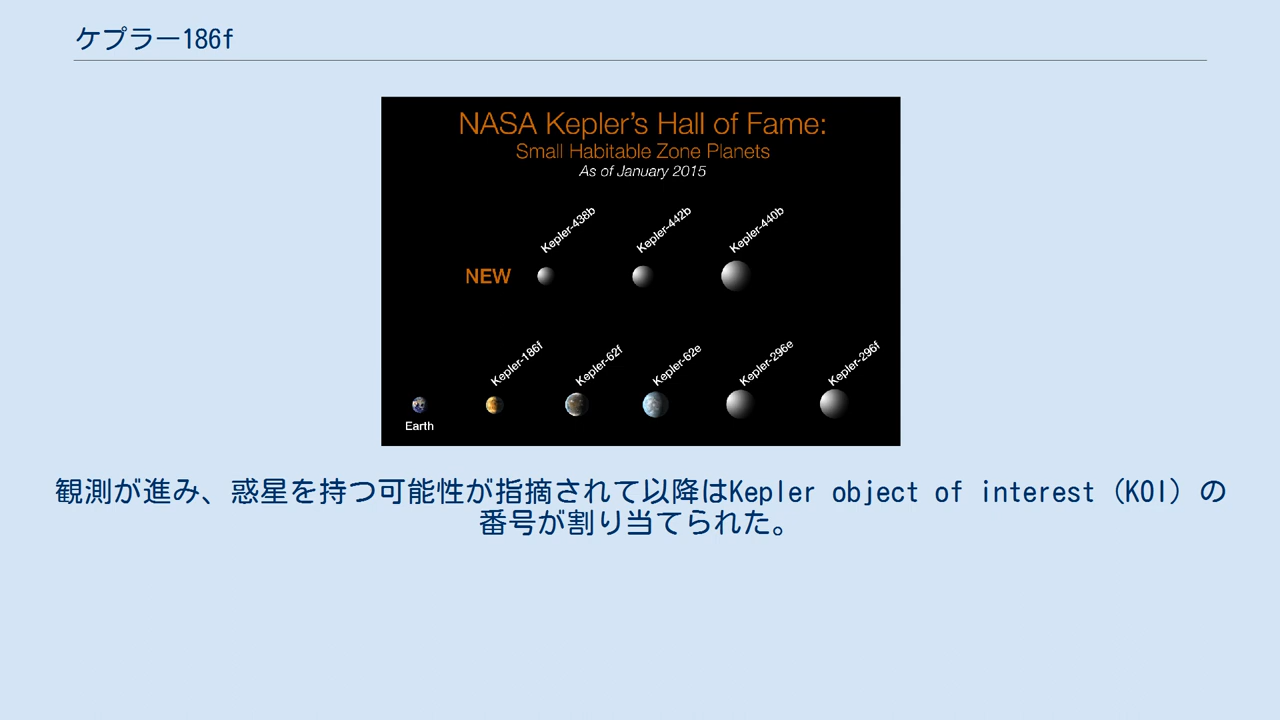 ケプラー186f
NASA Kepler's Hall of Fame:
Small Habitable Zone Planets
As of January 2015
Kepler-438b
Kepler-442b
Kepler-440b
NEW
Kepler-186f
Kepler-62f
Kepler-62e
Kepler-296e
Kepler-296f
Earth
観測が進み、惑星を持つ可能性が指摘されて以降はKepler object of interest（KOI）の
番号が割り当てられた。